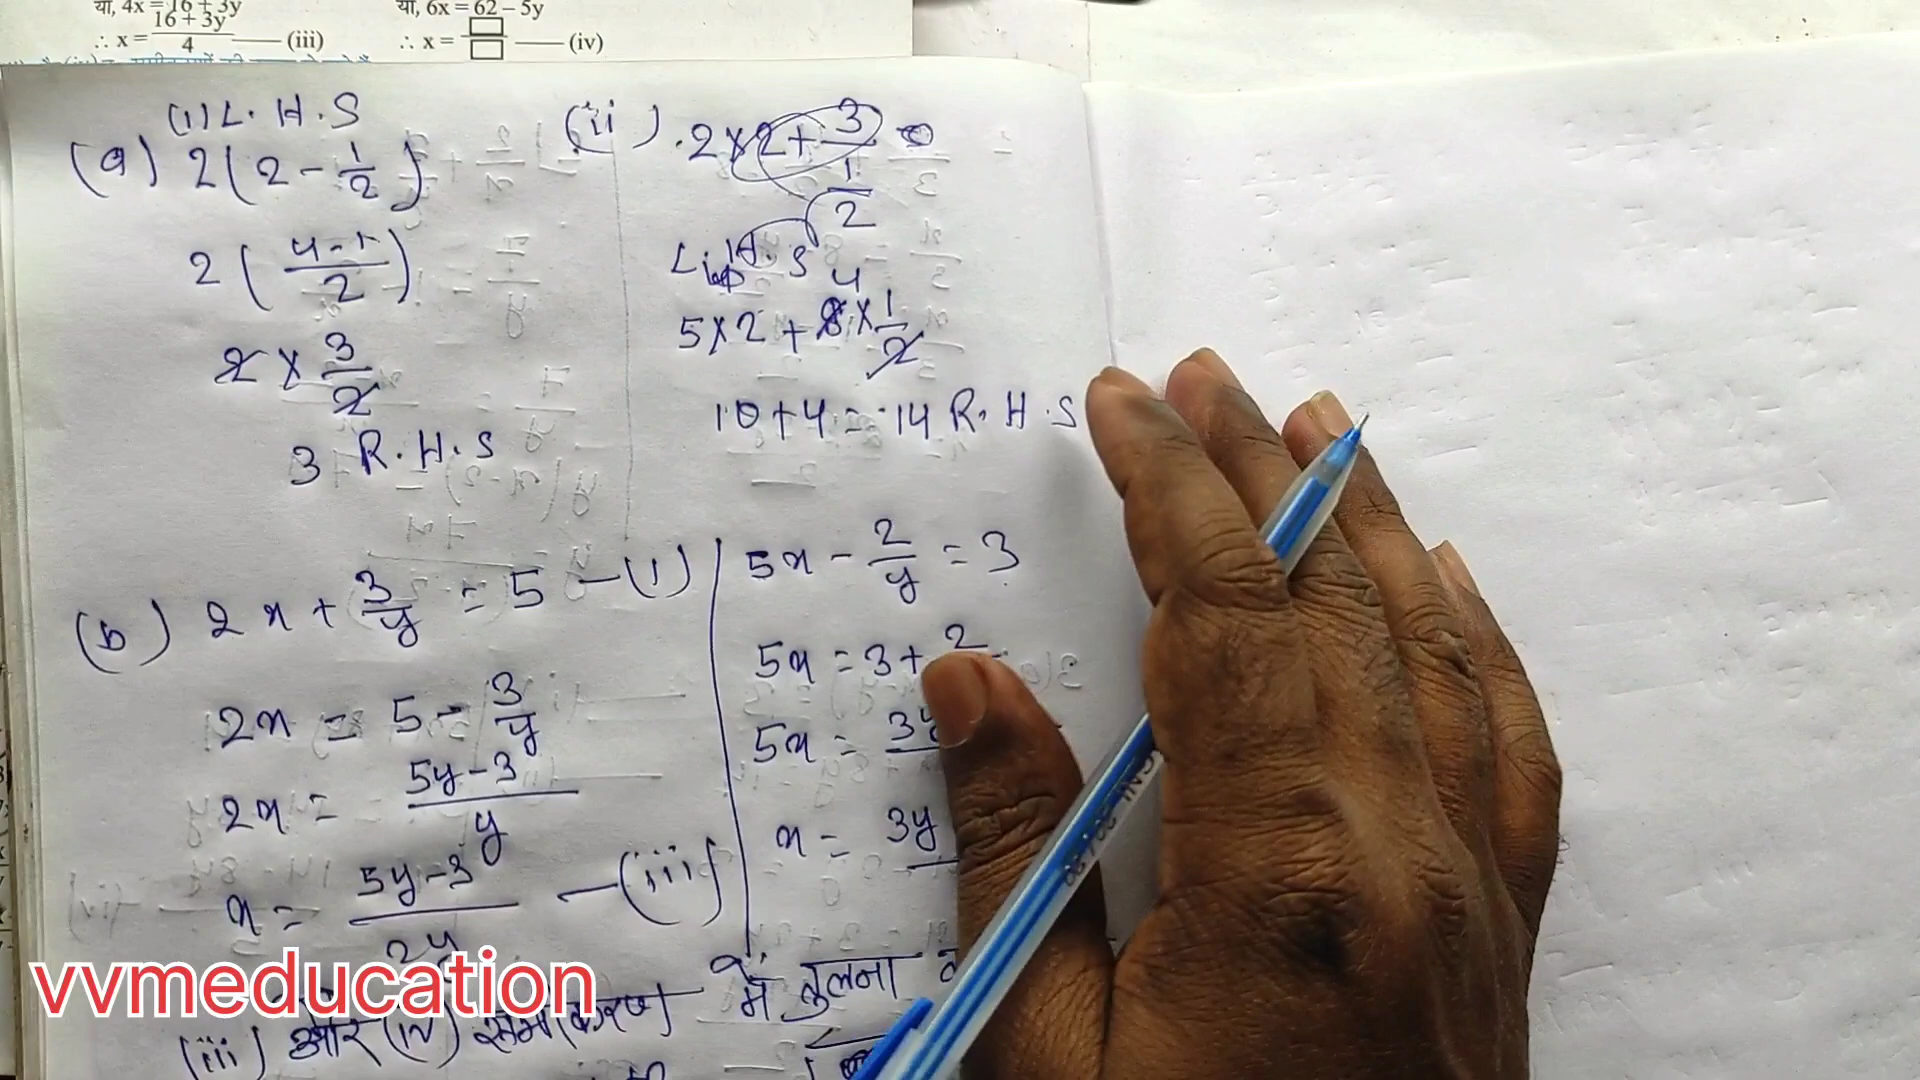 या, 4x = 16 + 3y
∴ x = 16 + 3y / 4 —— (iii)
या, 6x = 62 – 5y
∴ x = □/□ —— (iv)
(i) L.H.S
(a) 2(2 - 1/2)
2(4-1/2)
2 × 3/2
3 R.H.S
(ii) 2×2+ 3/
1/2
L.H.S
5×2 + 8×1/2
4
10+4 = 14 R.H.S
(b) 2x + 3/y = 5 —(1)
2x = 5 - 3/y
2x = 5y-3/y
x = 5y-3/2y —(iii)
5x - 2/y = 3
5x = 3 + 2
5x = 3y
x = 3y
(iii) और (iv) समीकरण में तुलना
vvmeducation